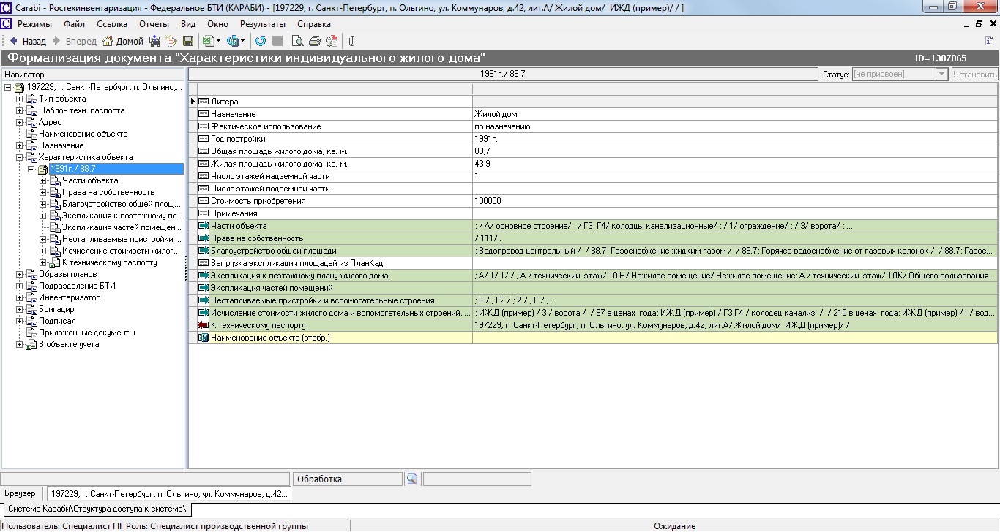 Carabi - Ростехинвентаризация - Федеральное БТИ (КАРАБИ) - [197229, г. Санкт-Петербург, п. Ольгино, ул. Коммунаров, д.42, лит.А/ Жилой дом/ ИЖД (пример)/ / ]
Режимы Файл Ссылка Отчеты Вид Окно Результаты Справка
Назад Вперед Домой
Формализация документа "Характеристики индивидуального жилого дома" ID=1307065
Навигатор
197229, г. Санкт-Петербург, п. Ольгино,...
Тип объекта
Шаблон техн. паспорта
Адрес
Наименование объекта
Назначение
Характеристика объекта
1991г./ 88,7
Части объекта
Права на собственность
Благоустройство общей площ...
Экспликация к поэтажному пл...
Экспликация частей помещен...
Неотапливаемые пристройки ...
Исчисление стоимости жилог...
К техническому паспорту
Образы планов
Подразделение БТИ
Инвентаризатор
Бригадир
Подписал
Приложенные документы
В объекте учета
1991г./ 88,7 Статус: [не присвоен] Установить
Литера
Назначение Жилой дом
Фактическое использование по назначению
Год постройки 1991г.
Общая площадь жилого дома, кв. м. 88,7
Жилая площадь жилого дома, кв. м. 43,9
Число этажей надземной части 1
Число этажей подземной части
Стоимость приобретения 100000
Примечания
Части объекта ; / А/ основное строение/ ; / Г3, Г4/ колодцы канализационные/ ; / 1/ ограждение/ ; / 3/ ворота/ ; ...
Права на собственность / 111/ .
Благоустройство общей площади ; Водопровод центральный / / 88.7; Газоснабжение жидким газом / / 88.7; Горячее водоснабжение от газовых колонок / / 88.7; Газос...
Выгрузка экспликации площадей из ПланКад
Экспликация к поэтажному плану жилого дома ; А/ 1/ 1/ / ; А / технический этаж/ 10-Н/ Нежилое помещение/ Нежилое помещение; А / технический этаж/ 1ЛК/ Общего пользования...
Экспликация частей помещений
Неотапливаемые пристройки и вспомогательные строения ; II / ; Г2 / ; 2 / ; Г / ; ...
Исчисление стоимости жилого дома и вспомогательных строений, ... ; ИЖД (пример) / 3 / ворота / / 97 в ценах года; ИЖД (пример) / Г3,Г4 / колодец канализ. / / 210 в ценах года; ИЖД (пример) / I / вод...
К техническому паспорту 197229, г. Санкт-Петербург, п. Ольгино, ул. Коммунаров, д.42, лит.А/ Жилой дом/ ИЖД (пример)/ /
Наименование объекта (отобр.)
Обработка
Браузер 197229, г. Санкт-Петербург, п. Ольгино, ул. Коммунаров, д.42...
Система Караби\Структура доступа к системе\
Пользователь: Специалист ПГ Роль: Специалист производственной группы Ожидание